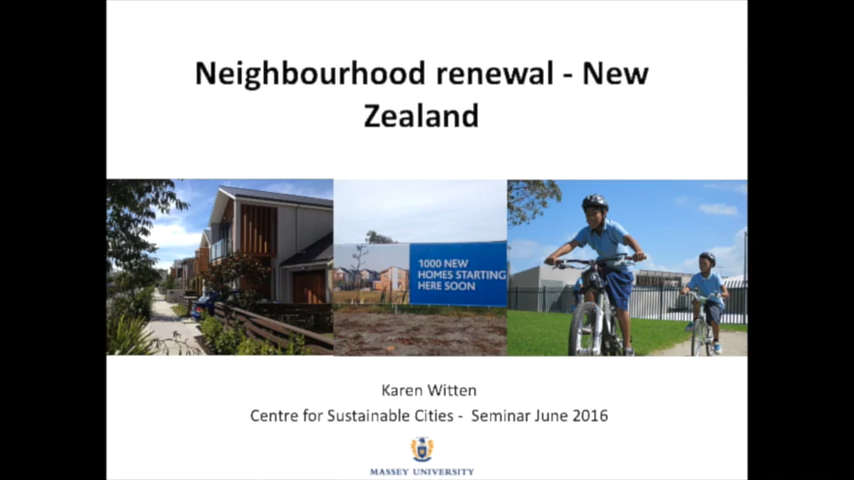 Neighbourhood renewal - New
Zealand
1000 NEW
HOMES STARTING
HERE SOON
Karen Witten
Centre for Sustainable Cities - Seminar June 2016
MASSEY UNIVERSITY